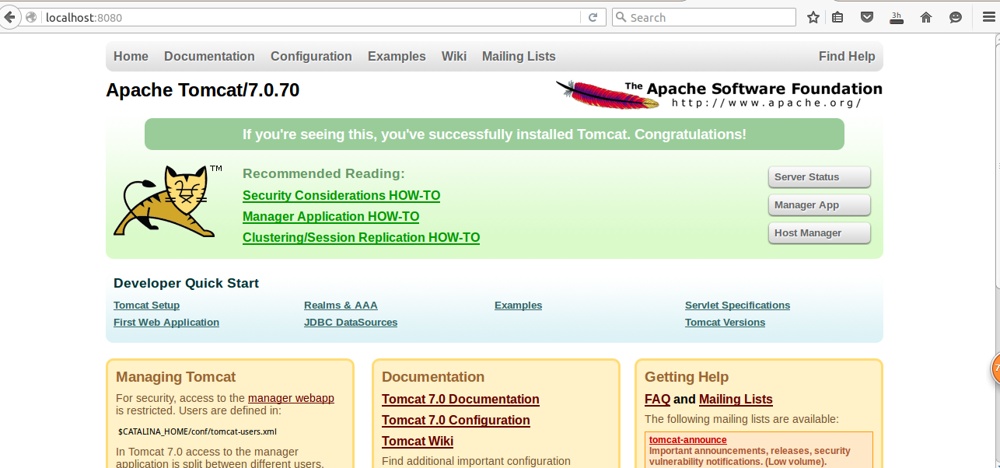 localhost:8080
Search
3h
Home Documentation Configuration Examples Wiki Mailing Lists Find Help
Apache Tomcat/7.0.70
The Apache Software Foundation
http://www.apache.org/
If you're seeing this, you've successfully installed Tomcat. Congratulations!
TM
Recommended Reading:
Security Considerations HOW-TO
Manager Application HOW-TO
Clustering/Session Replication HOW-TO
Server Status
Manager App
Host Manager
Developer Quick Start
Tomcat Setup
First Web Application
Realms & AAA
JDBC DataSources
Examples
Servlet Specifications
Tomcat Versions
Managing Tomcat
For security, access to the manager webapp
is restricted. Users are defined in:
$CATALINA_HOME/conf/tomcat-users.xml
In Tomcat 7.0 access to the manager
application is split between different users.
Documentation
Tomcat 7.0 Documentation
Tomcat 7.0 Configuration
Tomcat Wiki
Find additional important configuration
Getting Help
FAQ and Mailing Lists
The following mailing lists are available:
tomcat-announce
Important announcements, releases, security
vulnerability notifications. (Low volume).